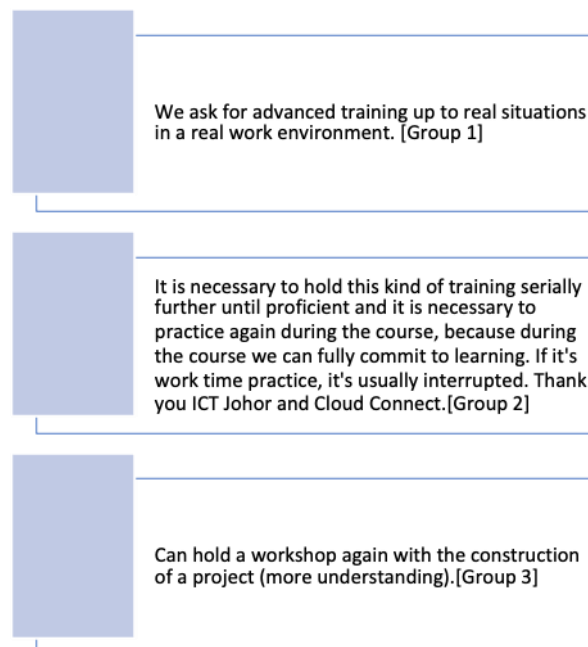 We ask for advanced training up to real situations
in a real work environment. [Group 1]
It is necessary to hold this kind of training serially
further until proficient and it is necessary to
practice again during the course, because during
the course we can fully commit to learning. If it's
work time practice, it's usually interrupted. Thank
you ICT Johor and Cloud Connect.[Group 2]
Can hold a workshop again with the construction
of a project (more understanding).[Group 3]